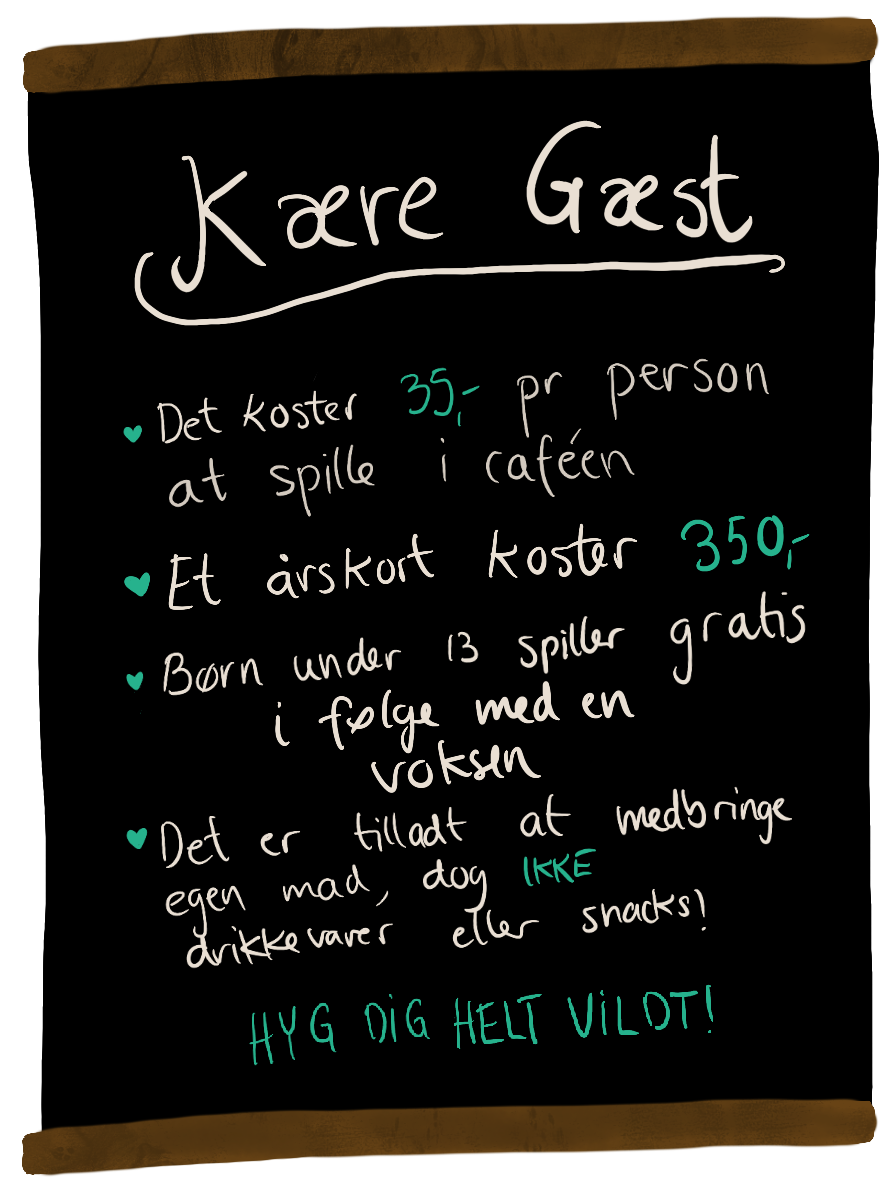 Kære Gæst
Det koster 35,- pr person
at spille i caféen
Et årskort koster 350,-
Børn under 13 spiller gratis
i følge med en
voksen
Det er tilladt at medbringe
egen mad, dog IKKE
drikkevarer eller snacks!
HYG DiG HELT ViLDT!